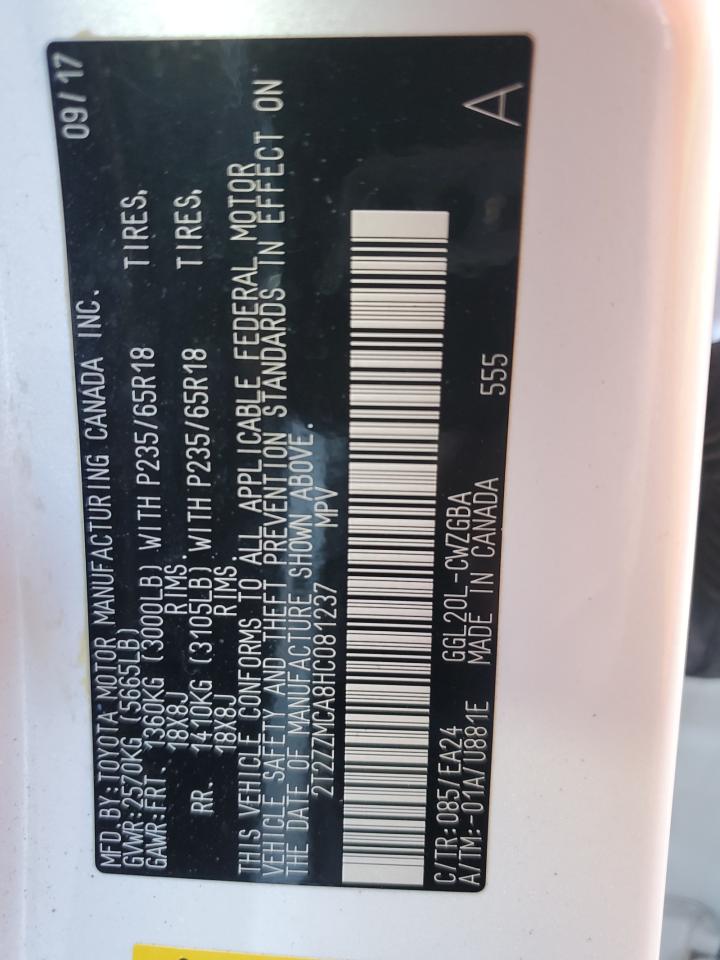 MFD.BY:TOYOTA MOTOR MANUFACTURING CANADA INC. 09/17
GVWR:2570KG (5665LB)
GAWR:FRT. 1360KG (3000LB) WITH P235/65R18 TIRES,
18X8J RIMS.
RR. 1410KG (3105LB) WITH P235/65R18 TIRES,
18X8J RIMS.
THIS VEHICLE CONFORMS TO ALL APPLICABLE FEDERAL MOTOR
VEHICLE SAFETY AND THEFT PREVENTION STANDARDS IN EFFECT ON
THE DATE OF MANUFACTURE SHOWN ABOVE.
2T2ZZMCA8HC081237 MPV
C/TR:085/EA24 GGL20L-CWZGBA A
A/TM:-01A/U881E MADE IN CANADA 555